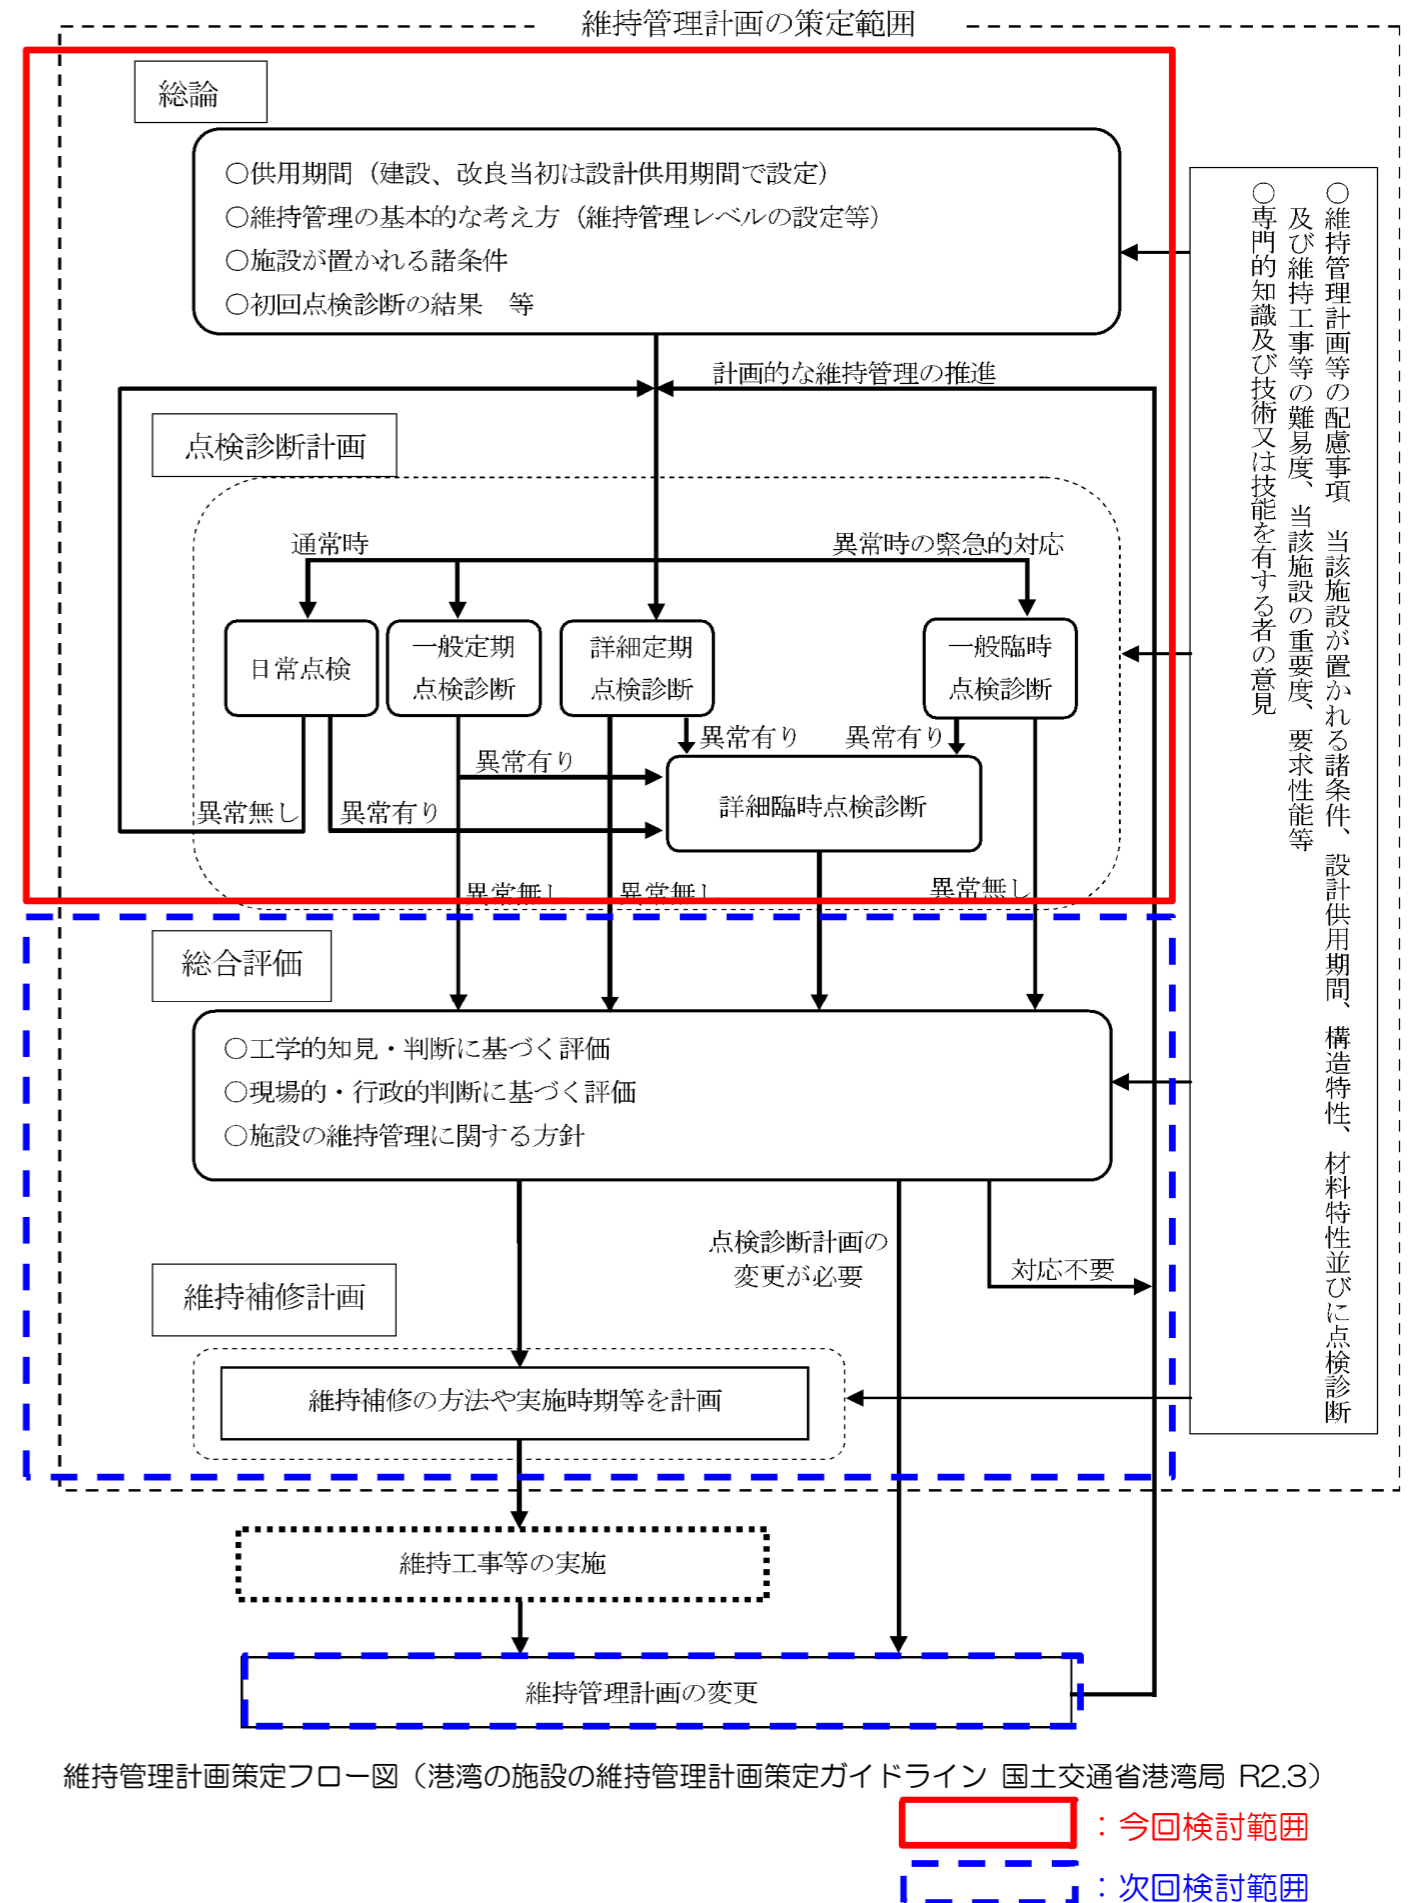 維持管理計画の策定範囲
総論
○供用期間（建設、改良当初は設計供用期間で設定）
○維持管理の基本的な考え方（維持管理レベルの設定等）
○施設が置かれる諸条件
○初回点検診断の結果　等
○維持管理計画等の配慮事項　当該施設が置かれる諸条件、設計供用期間、構造特性、材料特性並びに点検診断
及び維持工事等の難易度、当該施設の重要度、要求性能等
○専門的知識及び技術又は技能を有する者の意見
計画的な維持管理の推進
点検診断計画
通常時
異常時の緊急的対応
日常点検
一般定期
点検診断
詳細定期
点検診断
一般臨時
点検診断
異常有り
異常有り
異常有り
異常無し
異常有り
詳細臨時点検診断
異常無し
異常無し
異常無し
総合評価
○工学的知見・判断に基づく評価
○現場的・行政的判断に基づく評価
○施設の維持管理に関する方針
点検診断計画の
変更が必要
対応不要
維持補修計画
維持補修の方法や実施時期等を計画
維持工事等の実施
維持管理計画の変更
維持管理計画策定フロー図（港湾の施設の維持管理計画策定ガイドライン 国土交通省港湾局 R2.3）
：今回検討範囲
：次回検討範囲